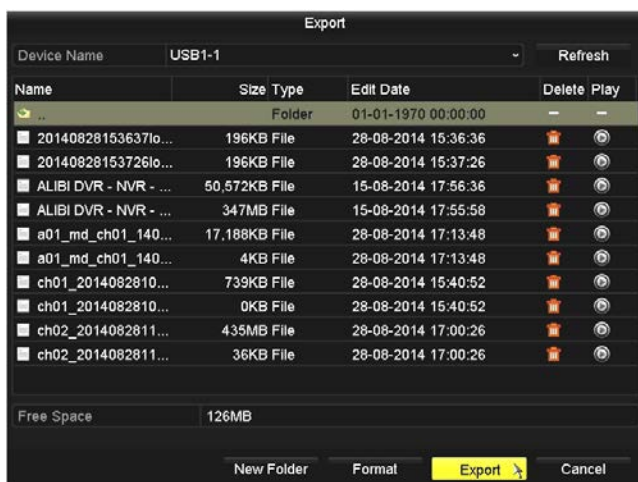 Export
Device Name USB1-1 Refresh
Name Size Type Edit Date Delete Play
.. Folder 01-01-1970 00:00:00 – –
20140828153637lo... 196KB File 28-08-2014 15:36:36
20140828153726lo... 196KB File 28-08-2014 15:37:26
ALIBI DVR - NVR - ... 50,572KB File 15-08-2014 17:56:36
ALIBI DVR - NVR - ... 347MB File 15-08-2014 17:55:58
a01_md_ch01_140... 17,188KB File 28-08-2014 17:13:48
a01_md_ch01_140... 4KB File 28-08-2014 17:13:48
ch01_2014082810... 739KB File 28-08-2014 15:40:52
ch01_2014082810... 0KB File 28-08-2014 15:40:52
ch02_2014082811... 435MB File 28-08-2014 17:00:26
ch02_2014082811... 36KB File 28-08-2014 17:00:26
Free Space 126MB
New Folder Format Export Cancel